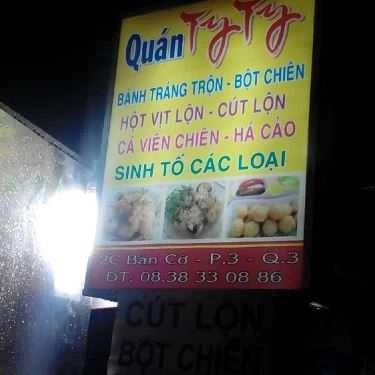 Quán Ty Ty
BÁNH TRÁNG TRỘN - BỘT CHIÊN
HỘT VỊT LỘN - CÚT LỘN
CÁ VIÊN CHIÊN - HÁ CẢO
SINH TỐ CÁC LOẠI
2C Bàn Cờ - P.3 - Q.3
ĐT. 08.38 33 08 86
CÚT LỘN
BỘT CHIÊN